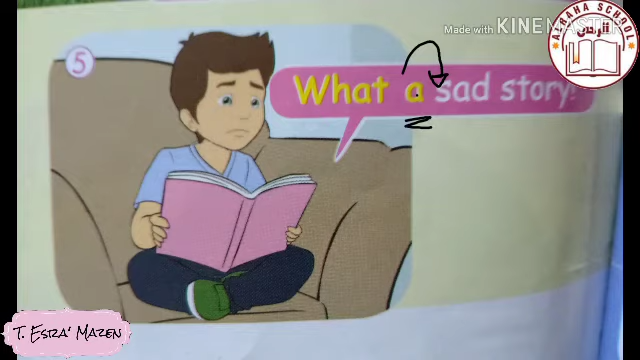 Made with KINEMASTER
ALRAHA SCHOOL
5
What a sad story!
T. Esra' Mazen